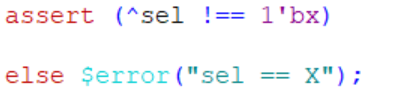 assert (^sel !== 1'bx)
else $error("sel == X");